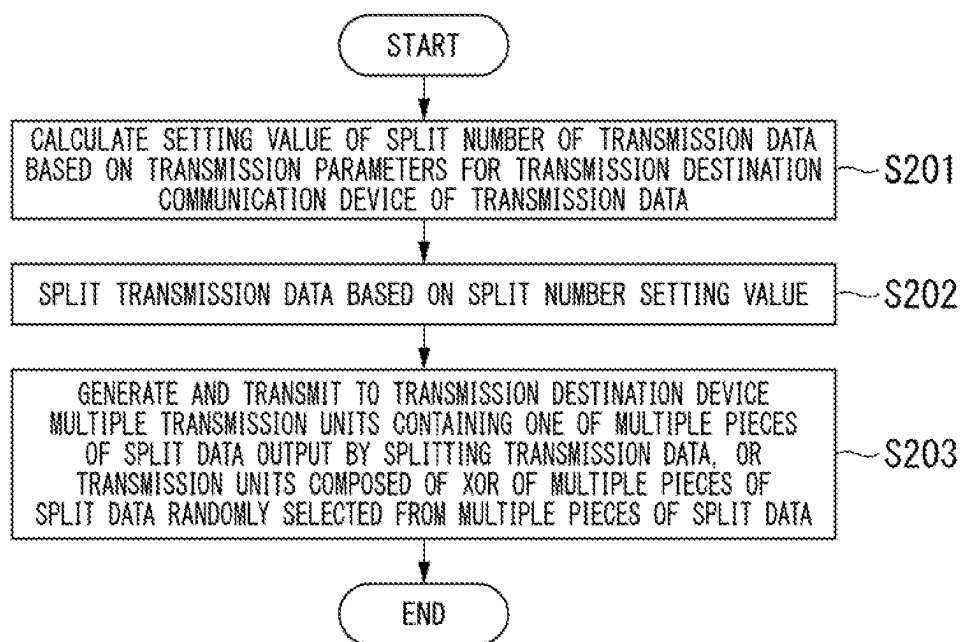 START
CALCULATE SETTING VALUE OF SPLIT NUMBER OF TRANSMISSION DATA
BASED ON TRANSMISSION PARAMETERS FOR TRANSMISSION DESTINATION
COMMUNICATION DEVICE OF TRANSMISSION DATA
S201
SPLIT TRANSMISSION DATA BASED ON SPLIT NUMBER SETTING VALUE
S202
GENERATE AND TRANSMIT TO TRANSMISSION DESTINATION DEVICE
MULTIPLE TRANSMISSION UNITS CONTAINING ONE OF MULTIPLE PIECES
OF SPLIT DATA OUTPUT BY SPLITTING TRANSMISSION DATA, OR
TRANSMISSION UNITS COMPOSED OF XOR OF MULTIPLE PIECES OF
SPLIT DATA RANDOMLY SELECTED FROM MULTIPLE PIECES OF SPLIT DATA
S203
END